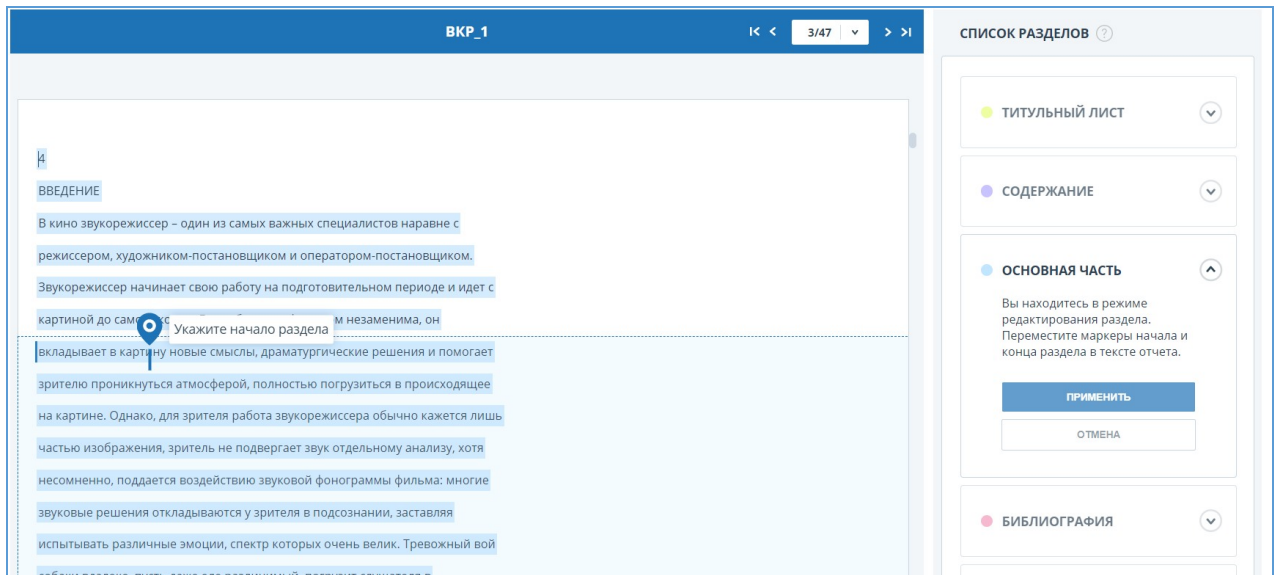 ВКР_1
3/47
4
ВВЕДЕНИЕ
В кино звукорежиссер – один из самых важных специалистов наравне с
режиссером, художником-постановщиком и оператором-постановщиком.
Звукорежиссер начинает свою работу на подготовительном периоде и идет с
картиной до само м незаменима, он
Укажите начало раздела
вкладывает в картину новые смыслы, драматургические решения и помогает
зрителю проникнуться атмосферой, полностью погрузиться в происходящее
на картине. Однако, для зрителя работа звукорежиссера обычно кажется лишь
частью изображения, зритель не подвергает звук отдельному анализу, хотя
несомненно, поддается воздействию звуковой фонограммы фильма: многие
звуковые решения откладываются у зрителя в подсознании, заставляя
испытывать различные эмоции, спектр которых очень велик. Тревожный вой
СПИСОК РАЗДЕЛОВ ?
ТИТУЛЬНЫЙ ЛИСТ
СОДЕРЖАНИЕ
ОСНОВНАЯ ЧАСТЬ
Вы находитесь в режиме
редактирования раздела.
Переместите маркеры начала и
конца раздела в тексте отчета.
ПРИМЕНИТЬ
ОТМЕНА
БИБЛИОГРАФИЯ